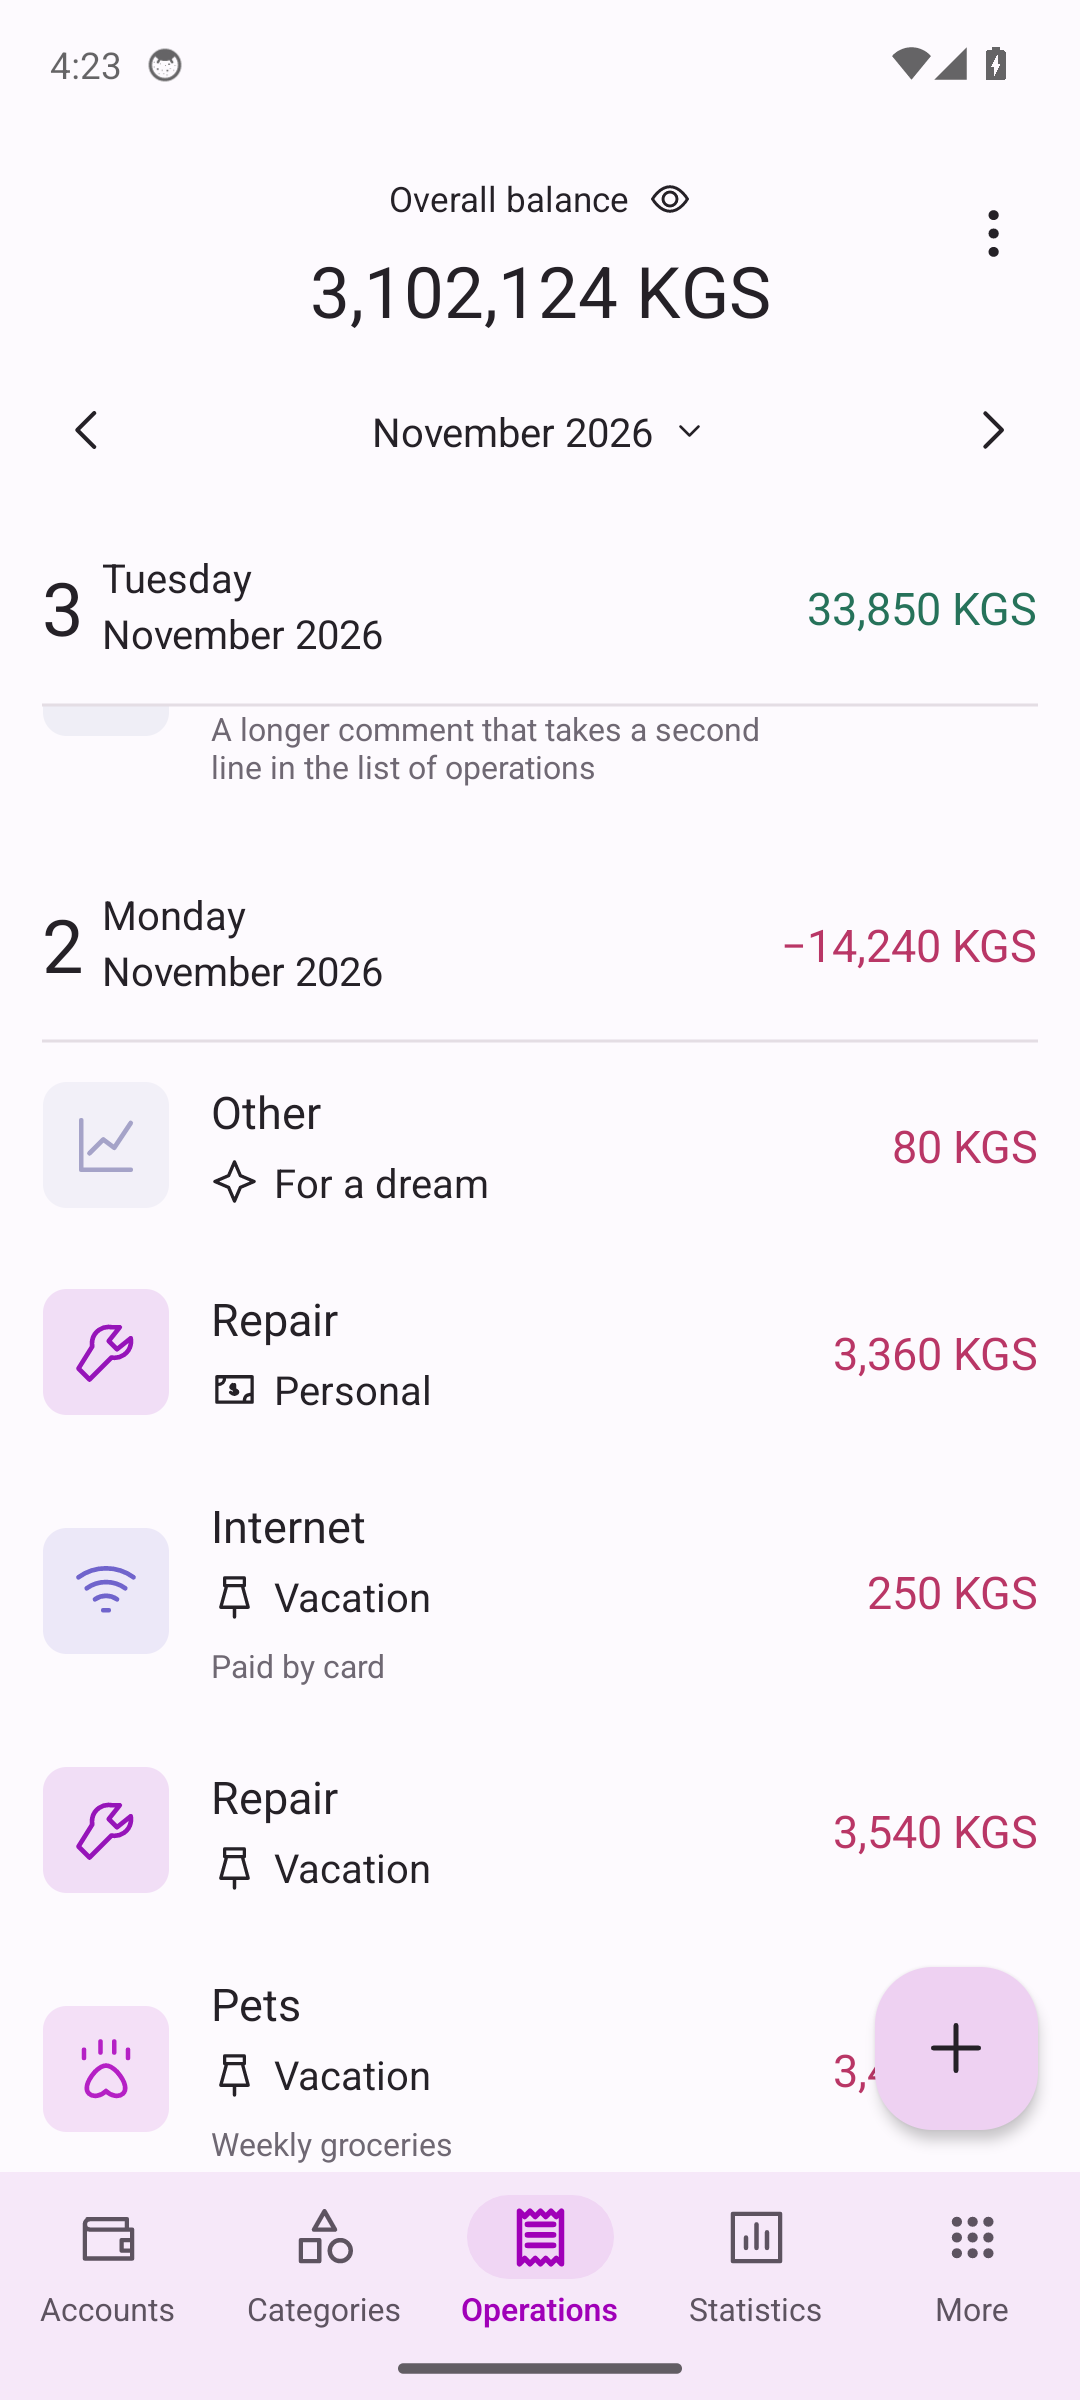 4:23
Overall balance
3,102,124 KGS
November 2026
3
Tuesday
November 2026
33,850 KGS
A longer comment that takes a second
line in the list of operations
2
Monday
November 2026
−14,240 KGS
Other
For a dream
80 KGS
Repair
Personal
3,360 KGS
Internet
Vacation
Paid by card
250 KGS
Repair
Vacation
3,540 KGS
Pets
Vacation
Weekly groceries
Accounts
Categories
Operations
Statistics
More